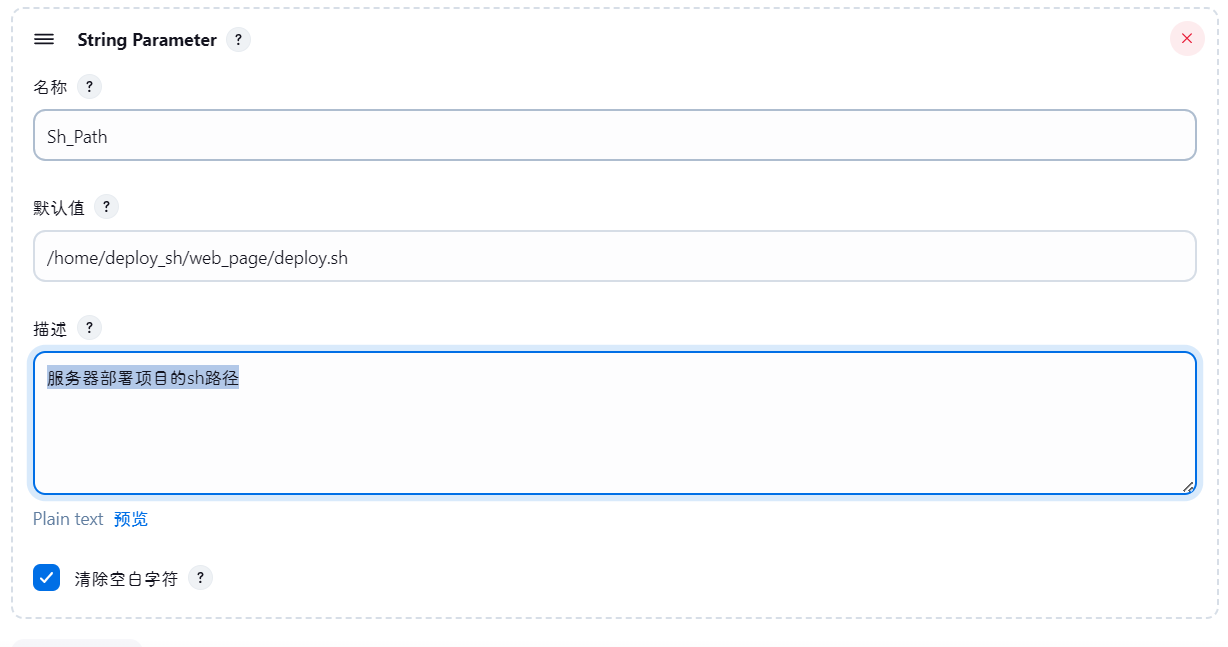 String Parameter ?
名称 ?
Sh_Path
默认值 ?
/home/deploy_sh/web_page/deploy.sh
描述 ?
服务器部署项目的sh路径
Plain text 预览
清除空白字符 ?